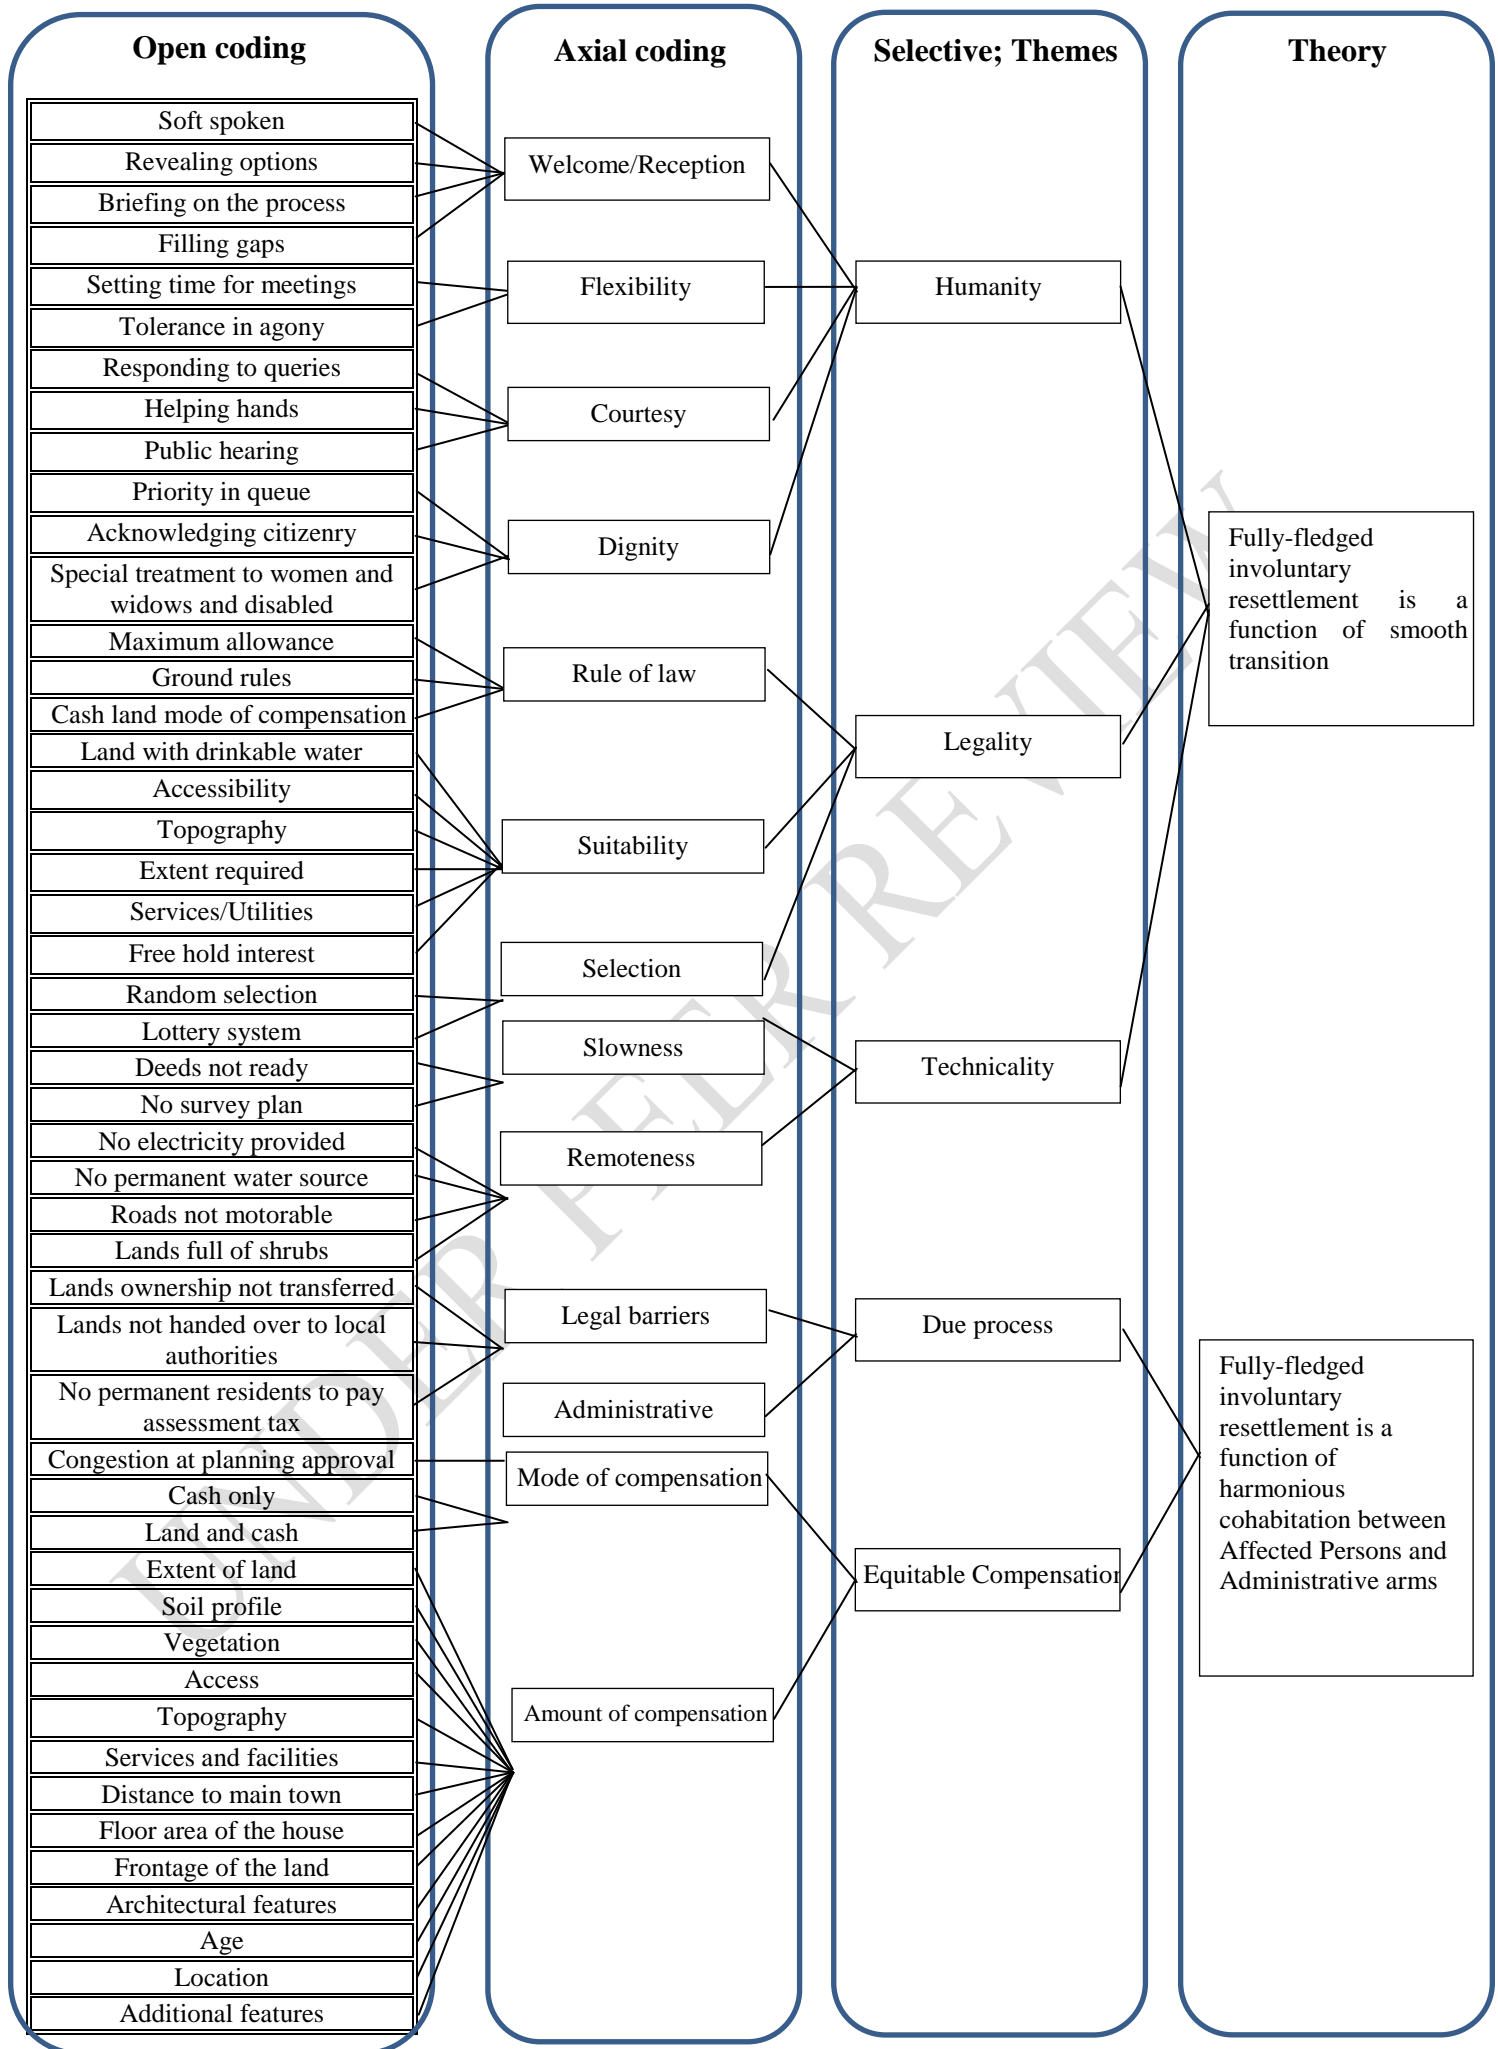 Open coding
Soft spoken
Revealing options
Briefing on the process
Filling gaps
Setting time for meetings
Tolerance in agony
Responding to queries
Helping hands
Public hearing
Priority in queue
Acknowledging citizenry
Special treatment to women and
widows and disabled
Maximum allowance
Ground rules
Cash land mode of compensation
Land with drinkable water
Accessibility
Topography
Extent required
Services/Utilities
Free hold interest
Random selection
Lottery system
Deeds not ready
No survey plan
No electricity provided
No permanent water source
Roads not motorable
Lands full of shrubs
Lands ownership not transferred
Lands not handed over to local
authorities
No permanent residents to pay
assessment tax
Congestion at planning approval
Cash only
Land and cash
Extent of land
Soil profile
Vegetation
Access
Topography
Services and facilities
Distance to main town
Floor area of the house
Frontage of the land
Architectural features
Age
Location
Additional features
Axial coding
Welcome/Reception
Flexibility
Courtesy
Dignity
Rule of law
Suitability
Selection
Slowness
Remoteness
Legal barriers
Administrative
Mode of compensation
Amount of compensation
Selective; Themes
Humanity
Legality
Technicality
Due process
Equitable Compensation
Theory
Fully-fledged
involuntary
resettlement is a
function of smooth
transition
Fully-fledged
involuntary
resettlement is a
function of
harmonious
cohabitation between
Affected Persons and
Administrative arms
UNDER PEER REVIEW